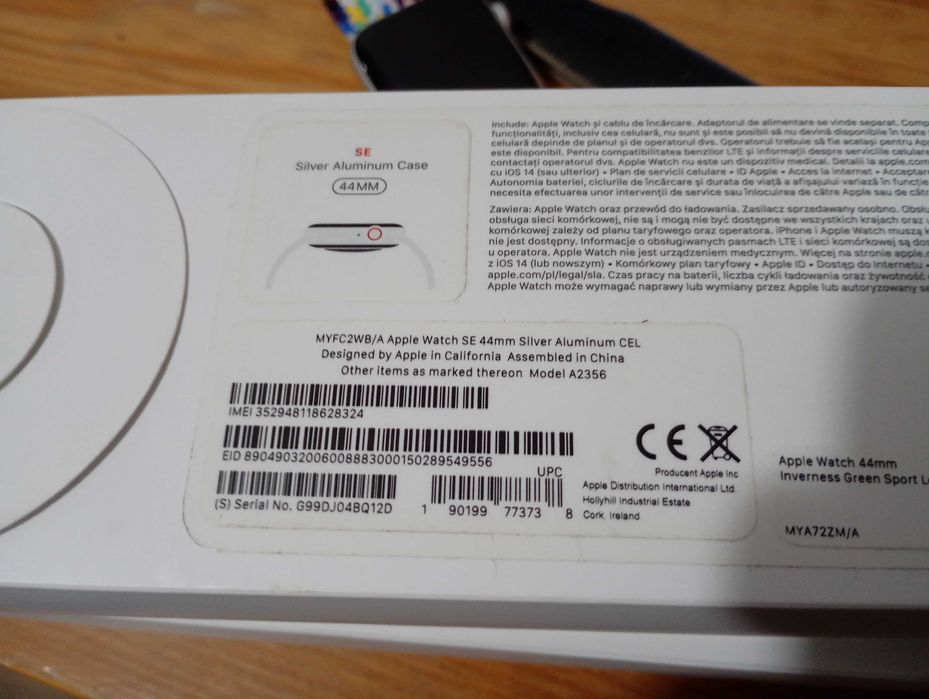 SE
Silver Aluminum Case
44MM
Include: Apple Watch și cablu de încărcare. Adaptorul de alimentare se vinde separat.
funcționalități, inclusiv cea celulară, nu sunt și este posibil să nu devină disponibile în toate
celulară depinde de planul și de operatorul dvs. Operatorul trebuie să fie același pentru
este disponibil. Pentru compatibilitatea benzilor LTE și informații despre serviciile celulare
contactați operatorul dvs. Apple Watch nu este un dispozitiv medical. Detalii la
cu iOS 14 (sau ulterior) • Plan de servicii celulare • ID Apple • Acces la internet •
Autonomia bateriei, ciclurile de încărcare și durata de viață a afișajului variază în
necesita efectuarea unor intervenții de service sau înlocuirea de către Apple sau de
Zawiera: Apple Watch oraz przewód do ładowania. Zasilacz sprzedawany osobno.
obsługa sieci komórkowej, nie są i mogą nie być dostępne we wszystkich krajach oraz
komórkowej zależy od planu taryfowego oraz operatora. iPhone i Apple Watch muszą
nie jest dostępny. Informacje o obsługiwanych pasmach LTE i sieci komórkowej są
u operatora. Apple Watch nie jest urządzeniem medycznym. Więcej na stronie
z iOS 14 (lub nowszym) • Komórkowy plan taryfowy • Apple ID • Dostęp do internetu •
apple.com/pl/legal/sla. Czas pracy na baterii, liczba cykli ładowania oraz żywotność
Apple Watch może wymagać naprawy lub wymiany przez Apple lub autoryzowany
MYFC2WB/A Apple Watch SE 44mm Silver Aluminum CEL
Designed by Apple in California Assembled in China
Other items as marked thereon Model A2356
IMEI 352948118628324
EID 89049032006008883000150289549556
UPC
(S) Serial No. G99DJ04BQ12D
1 90199 77373 8
CE
Producent Apple Inc
Apple Distribution International Ltd.
Hollyhill Industrial Estate
Cork, Ireland
Apple Watch 44mm
Inverness Green Sport
MYA72ZM/A